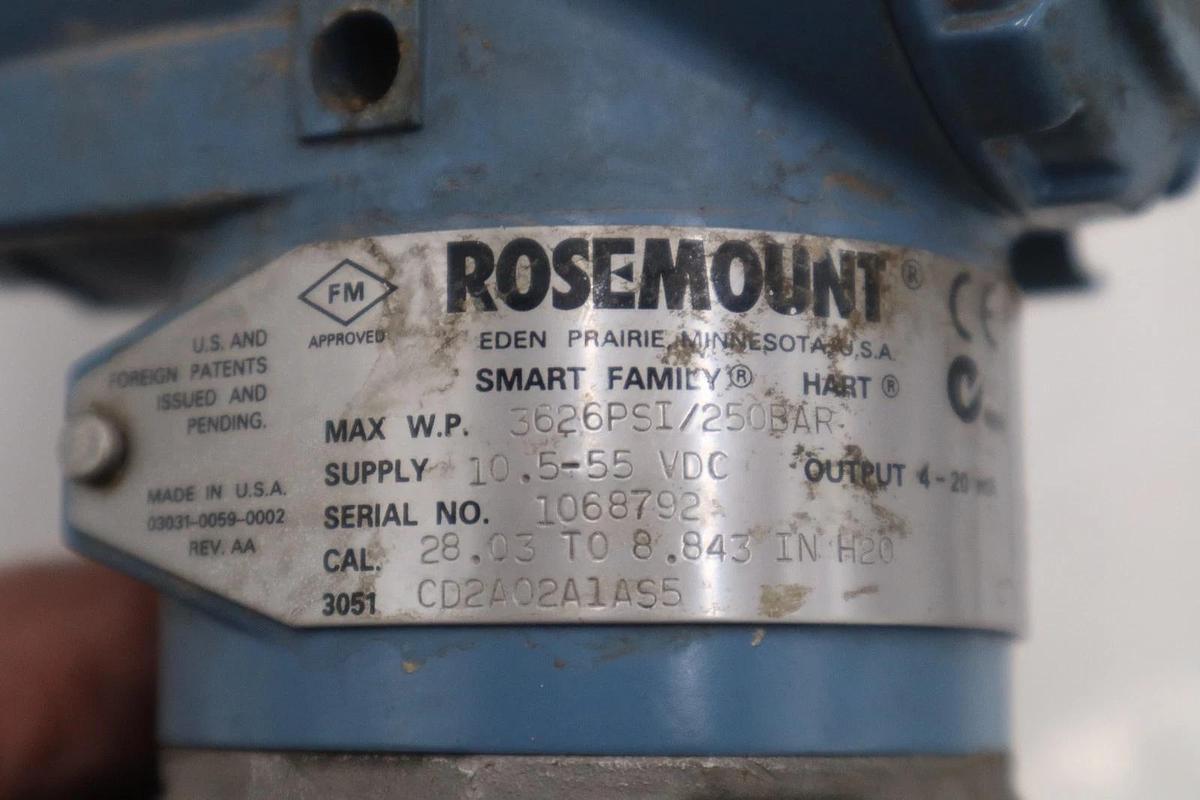 FM
APPROVED
ROSEMOUNT®
CE
EDEN PRAIRIE, MINNESOTA U.S.A.
SMART FAMILY® HART®
U.S. AND
FOREIGN PATENTS
ISSUED AND
PENDING.
MADE IN U.S.A.
03031-0059-0002
REV. AA
MAX W.P. 3626PSI/250BAR
SUPPLY 10.5-55 VDC OUTPUT 4-20
SERIAL NO. 1068792
CAL. 28.03 TO 8.843 IN H20
3051 CD2A02A1AS5